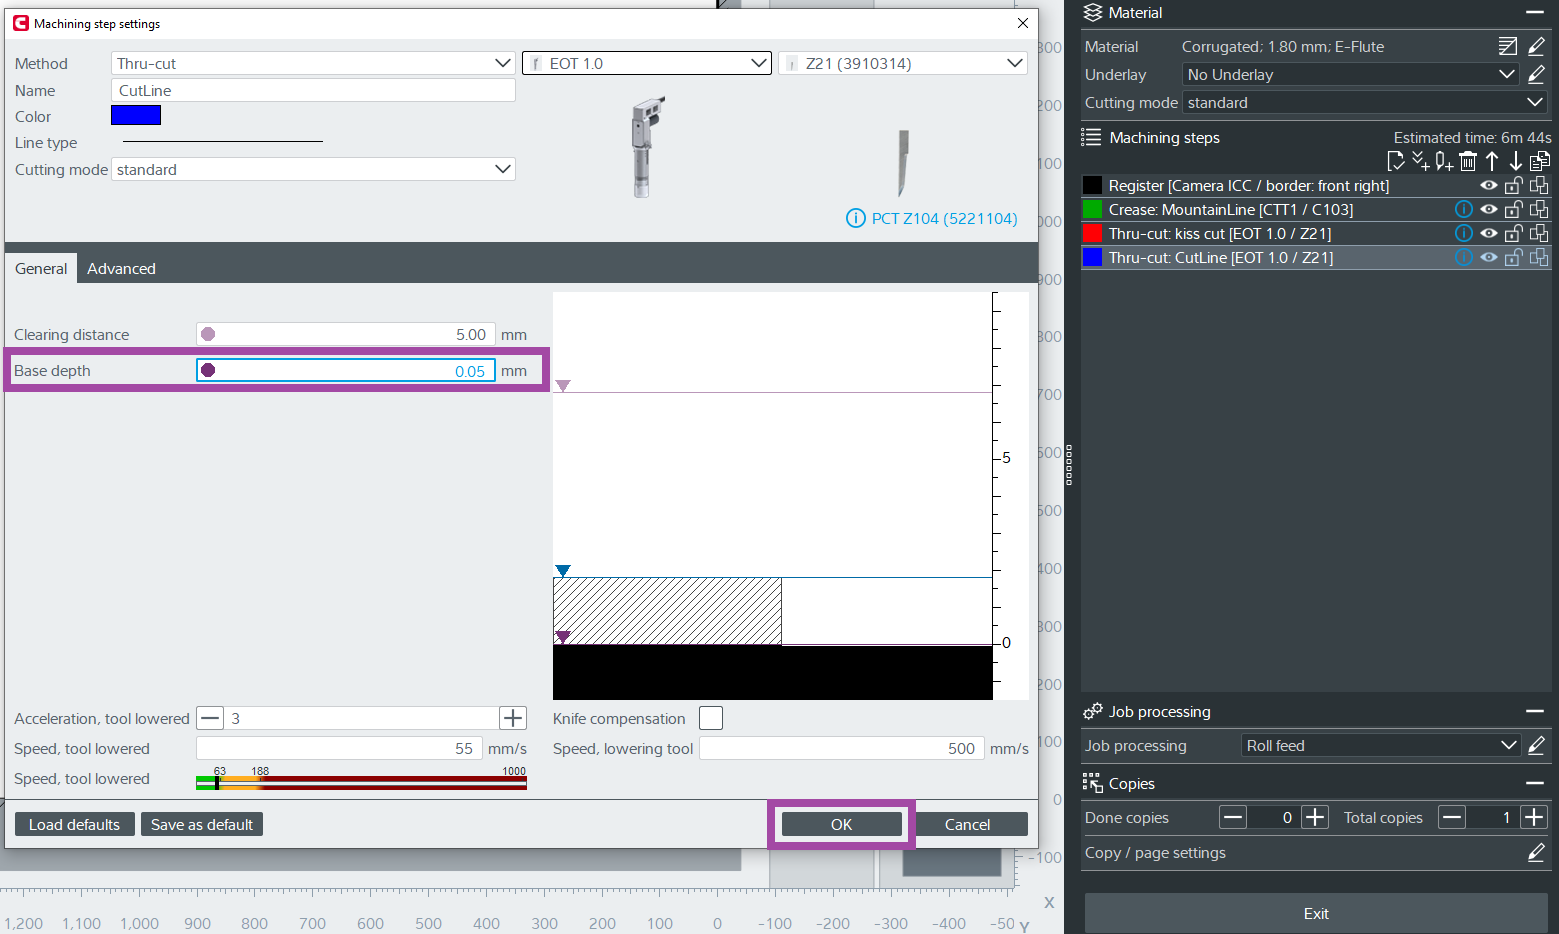 Machining step settings
Method Thru-cut EOT 1.0 Z21 (3910314)
Name CutLine
Color
Line type
Cutting mode standard
PCT Z104 (5221104)
General Advanced
Clearing distance 5.00 mm
Base depth 0.05 mm
5
0
Acceleration, tool lowered 3 Knife compensation
Speed, tool lowered 55 mm/s Speed, lowering tool 500 mm/s
Speed, tool lowered 63 188 1000
Load defaults Save as default OK Cancel
300
200
100
000
900
800
700
600
500
400
300
200
100
0
-100
X
1,200 1,100 1,000 900 800 700 600 500 400 300 200 100 0 -100 -200 -300 -400 -50 Y
Material
Material Corrugated; 1.80 mm; E-Flute
Underlay No Underlay
Cutting mode standard
Machining steps Estimated time: 6m 44s
Register [Camera ICC / border: front right]
Crease: MountainLine [CTT1 / C103]
Thru-cut: kiss cut [EOT 1.0 / Z21]
Thru-cut: CutLine [EOT 1.0 / Z21]
Job processing
Job processing Roll feed
Copies
Done copies 0 Total copies 1
Copy / page settings
Exit